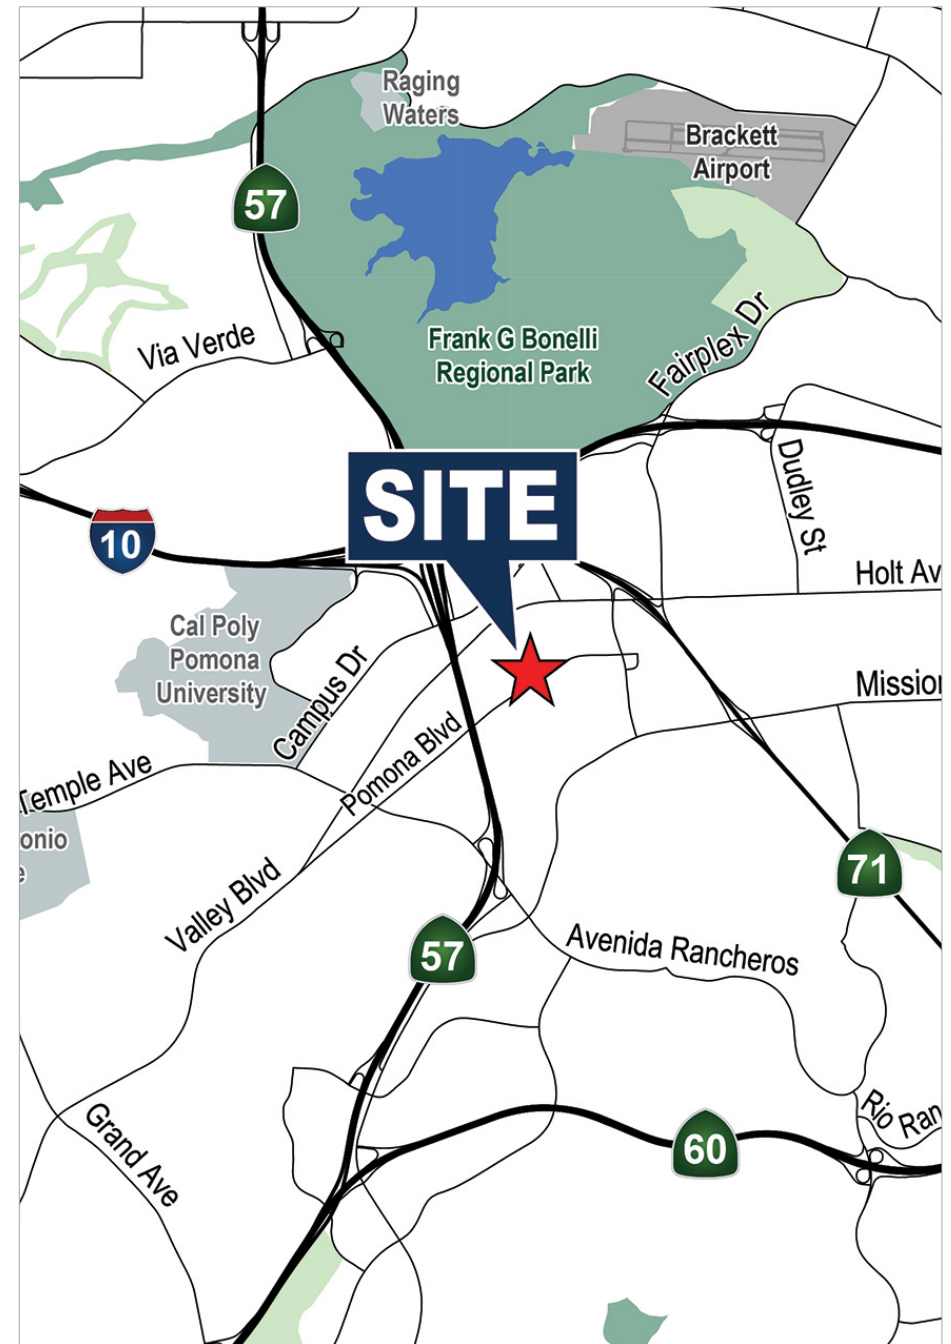 Raging
Waters
Brackett
Airport
57
Via Verde
Frank G Bonelli
Regional Park
Fairplex Dr
SITE
10
Dudley St
Holt Av
Cal Poly
Pomona
University
Campus Dr
Mission
Pomona Blvd
Temple Ave
onio
e
Valley Blvd
71
57
Avenida Rancheros
Grand Ave
Rio Ran
60